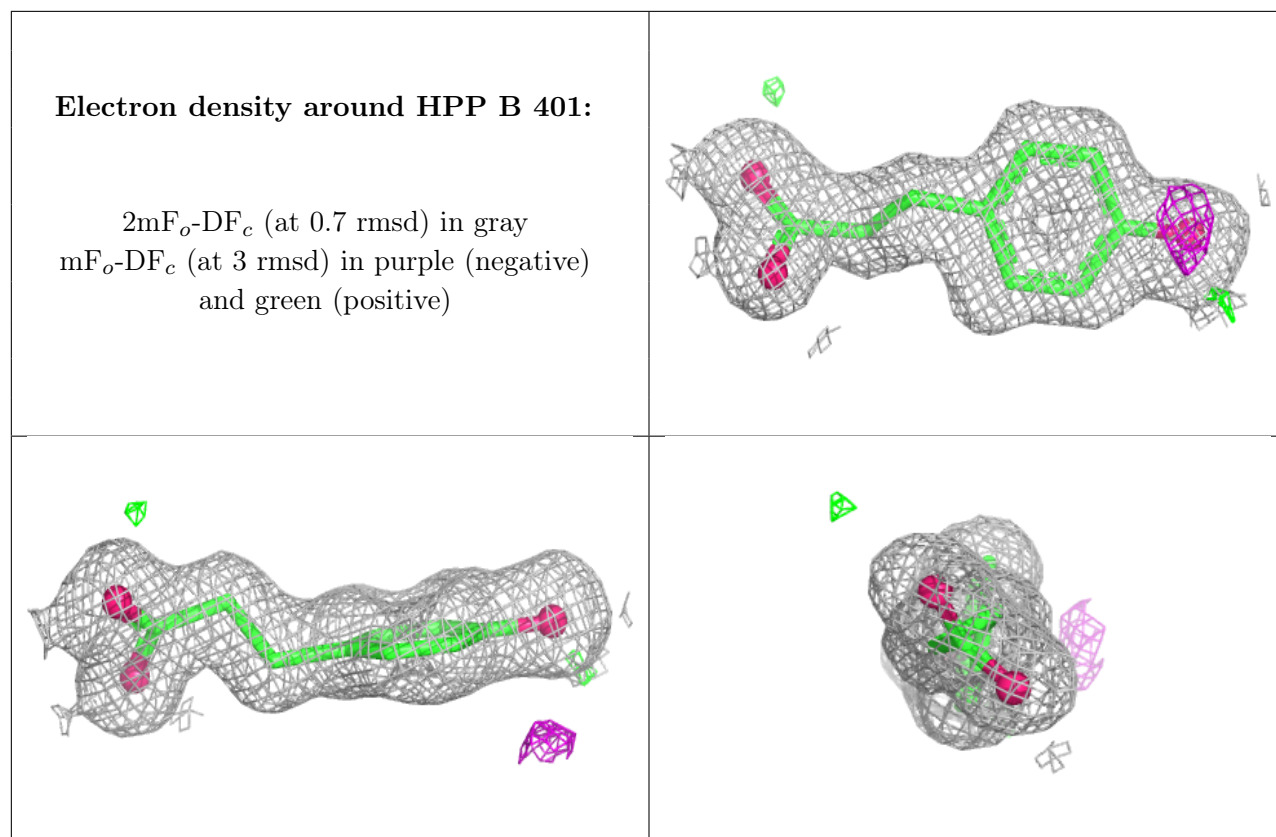 Electron density around HPP B 401:
2mFo-DFc (at 0.7 rmsd) in gray
mFo-DFc (at 3 rmsd) in purple (negative)
and green (positive)